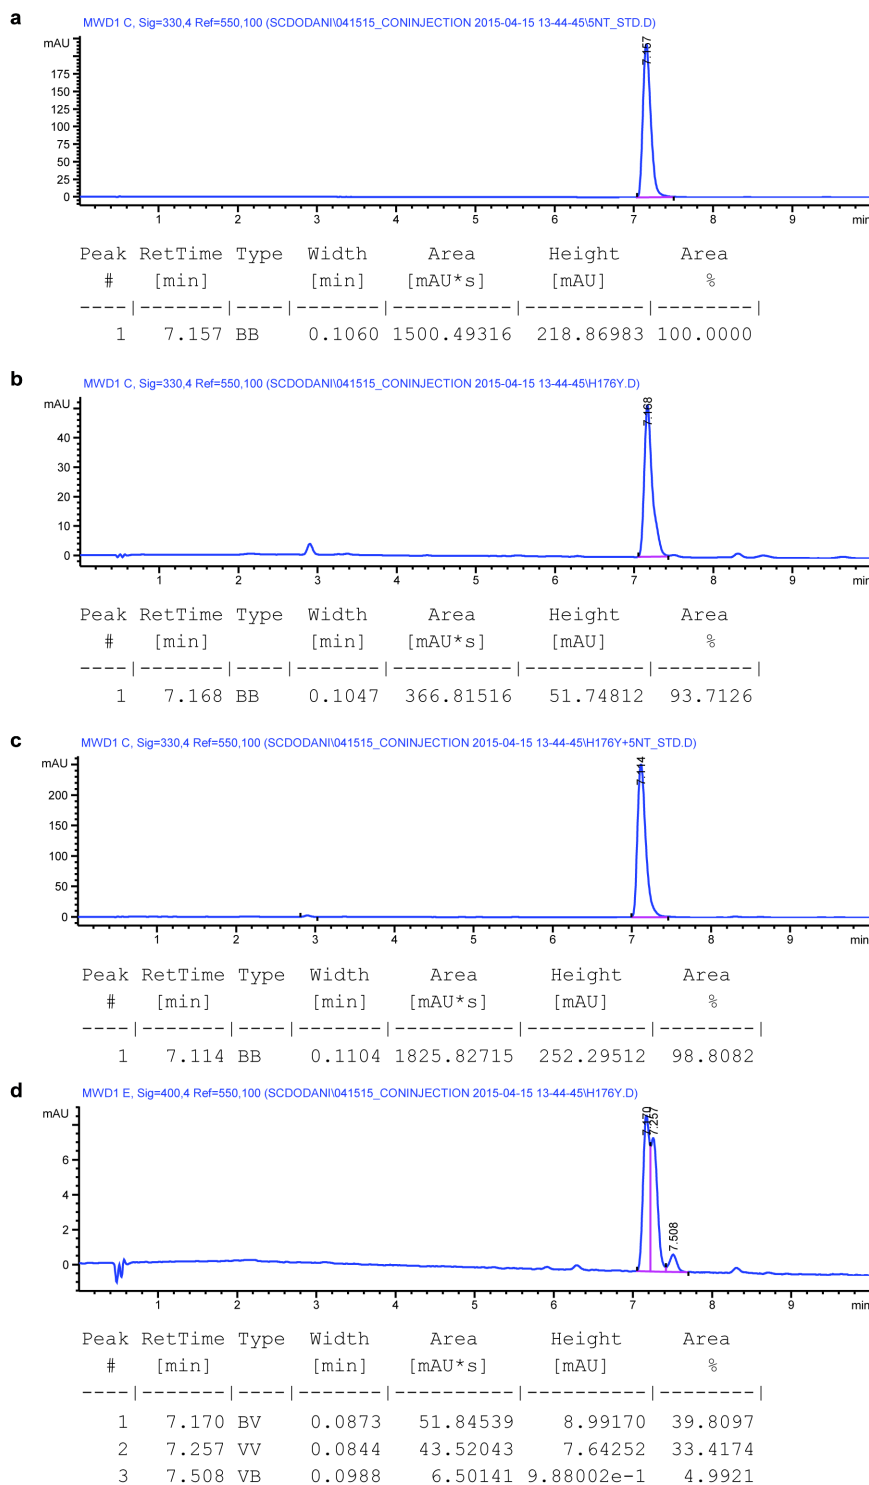 a
MWD1 C, Sig=330,4 Ref=550,100 (SCDODANI\041515_CONINJECTION 2015-04-15 13-44-45\5NT_STD.D)
mAU
7.157
175
150
125
100
75
50
25
0
1 2 3 4 5 6 7 8 9 min
Peak RetTime Type Width Area Height Area
# [min] [min] [mAU*s] [mAU] %
----|-------|----|-------|----------|----------|--------|
1 7.157 BB 0.1060 1500.49316 218.86983 100.0000
b
MWD1 C, Sig=330,4 Ref=550,100 (SCDODANI\041515_CONINJECTION 2015-04-15 13-44-45\H176Y.D)
mAU
7.168
40
30
20
10
0
1 2 3 4 5 6 7 8 9 min
Peak RetTime Type Width Area Height Area
# [min] [min] [mAU*s] [mAU] %
----|-------|----|-------|----------|----------|--------|
1 7.168 BB 0.1047 366.81516 51.74812 93.7126
c
MWD1 C, Sig=330,4 Ref=550,100 (SCDODANI\041515_CONINJECTION 2015-04-15 13-44-45\H176Y+5NT_STD.D)
mAU
7.114
200
150
100
50
0
1 2 3 4 5 6 7 8 9 min
Peak RetTime Type Width Area Height Area
# [min] [min] [mAU*s] [mAU] %
----|-------|----|-------|----------|----------|--------|
1 7.114 BB 0.1104 1825.82715 252.29512 98.8082
d
MWD1 E, Sig=400,4 Ref=550,100 (SCDODANI\041515_CONINJECTION 2015-04-15 13-44-45\H176Y.D)
mAU
7.170
7.257
7.508
6
4
2
0
1 2 3 4 5 6 7 8 9 min
Peak RetTime Type Width Area Height Area
# [min] [min] [mAU*s] [mAU] %
----|-------|----|-------|----------|----------|--------|
1 7.170 BV 0.0873 51.84539 8.99170 39.8097
2 7.257 VV 0.0844 43.52043 7.64252 33.4174
3 7.508 VB 0.0988 6.50141 9.88002e-1 4.9921